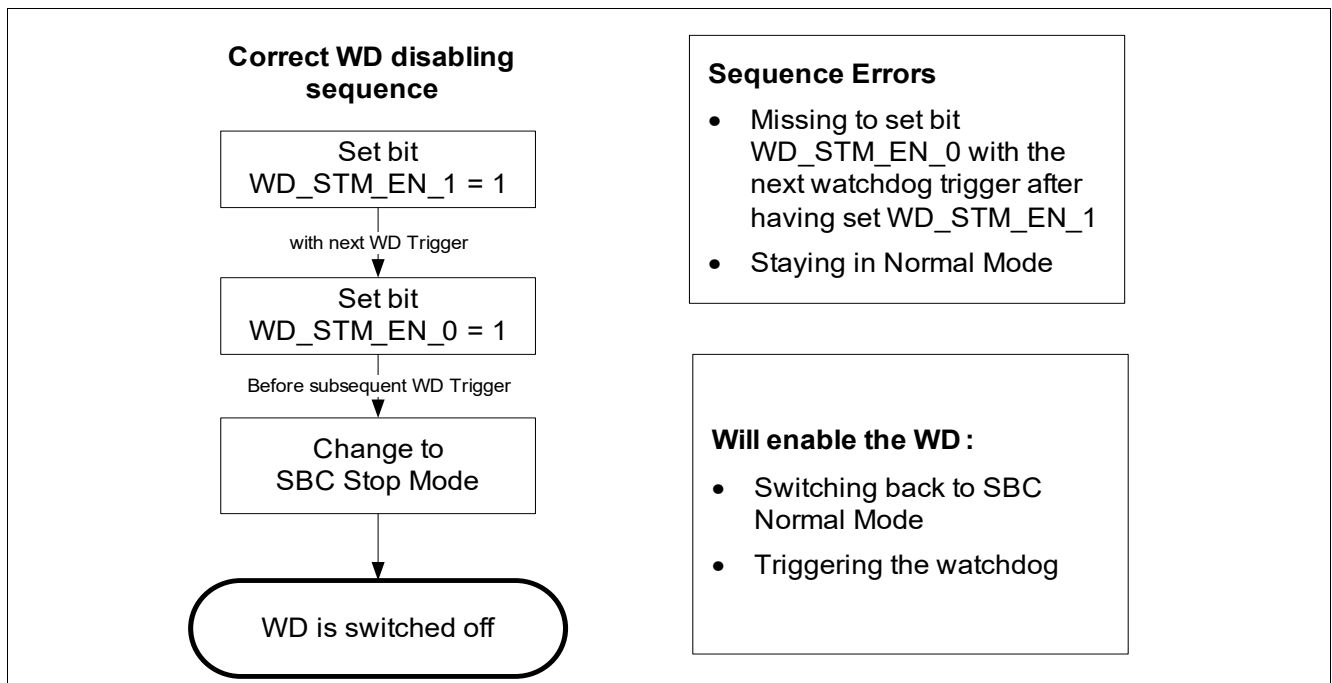 Correct WD disabling
sequence
Set bit
WD_STM_EN_1 = 1
with next WD Trigger
Set bit
WD_STM_EN_0 = 1
Before subsequent WD Trigger
Change to
SBC Stop Mode
WD is switched off
Sequence Errors
• Missing to set bit
WD_STM_EN_0 with the
next watchdog trigger after
having set WD_STM_EN_1
• Staying in Normal Mode
Will enable the WD :
• Switching back to SBC
Normal Mode
• Triggering the watchdog